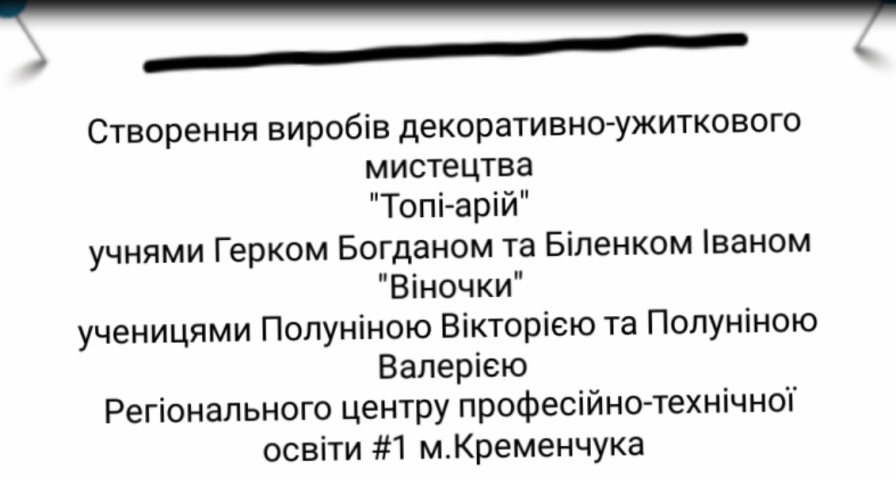 Створення виробів декоративно-ужиткового
мистецтва
"Топі-арій"
учнями Герком Богданом та Біленком Іваном
"Віночки"
ученицями Полуніною Вікторією та Полуніною
Валерією
Регіонального центру професійно-технічної
освіти #1 м.Кременчука